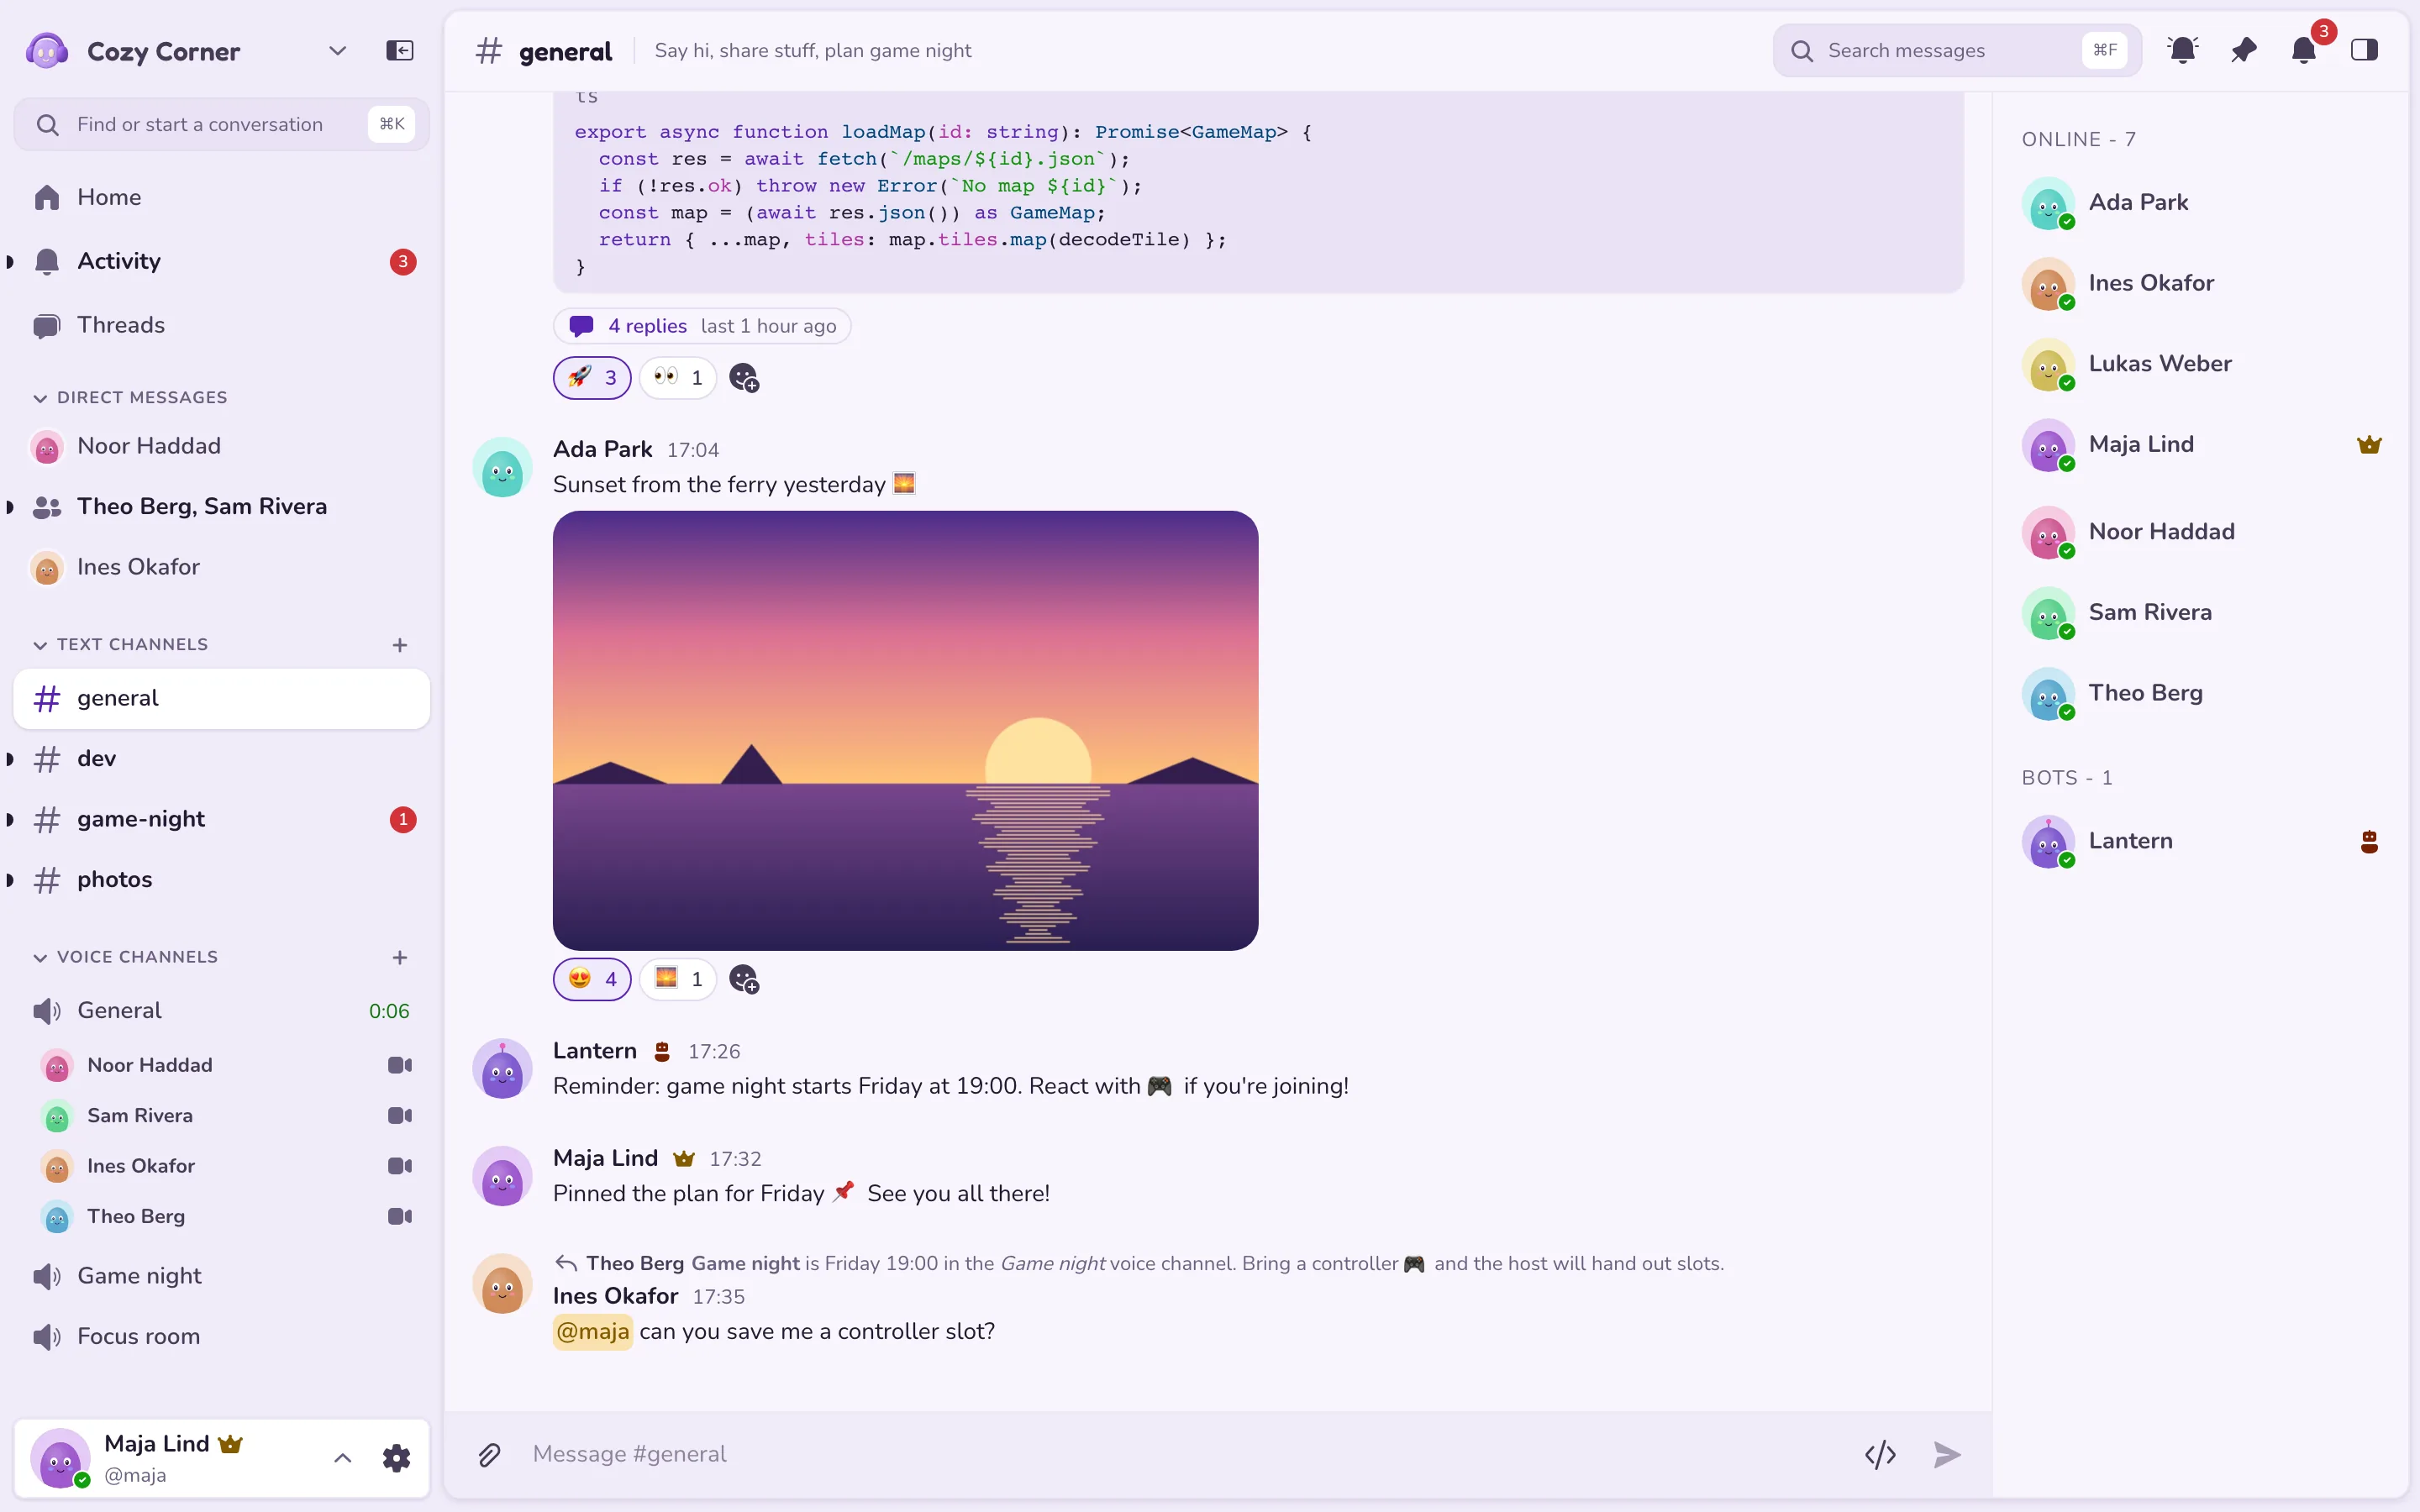 Cozy Corner
Find or start a conversation ⌘K
Home
Activity 3
Threads
DIRECT MESSAGES
Noor Haddad
Theo Berg, Sam Rivera
Ines Okafor
TEXT CHANNELS
general
dev
game-night 1
photos
VOICE CHANNELS
General 0:06
Noor Haddad
Sam Rivera
Ines Okafor
Theo Berg
Game night
Focus room
Maja Lind
@maja
# general Say hi, share stuff, plan game night
Search messages ⌘F
3
ts
export async function loadMap(id: string): Promise<GameMap> {
  const res = await fetch(`/maps/${id}.json`);
  if (!res.ok) throw new Error(`No map ${id}`);
  const map = (await res.json()) as GameMap;
  return { ...map, tiles: map.tiles.map(decodeTile) };
}
4 replies last 1 hour ago
🚀 3 👀 1
Ada Park 17:04
Sunset from the ferry yesterday 🌅
😍 4 🌅 1
Lantern 17:26
Reminder: game night starts Friday at 19:00. React with 🎮 if you're joining!
Maja Lind 17:32
Pinned the plan for Friday 📌 See you all there!
Theo Berg Game night is Friday 19:00 in the Game night voice channel. Bring a controller 🎮 and the host will hand out slots.
Ines Okafor 17:35
@maja can you save me a controller slot?
Message #general
ONLINE - 7
Ada Park
Ines Okafor
Lukas Weber
Maja Lind
Noor Haddad
Sam Rivera
Theo Berg
BOTS - 1
Lantern